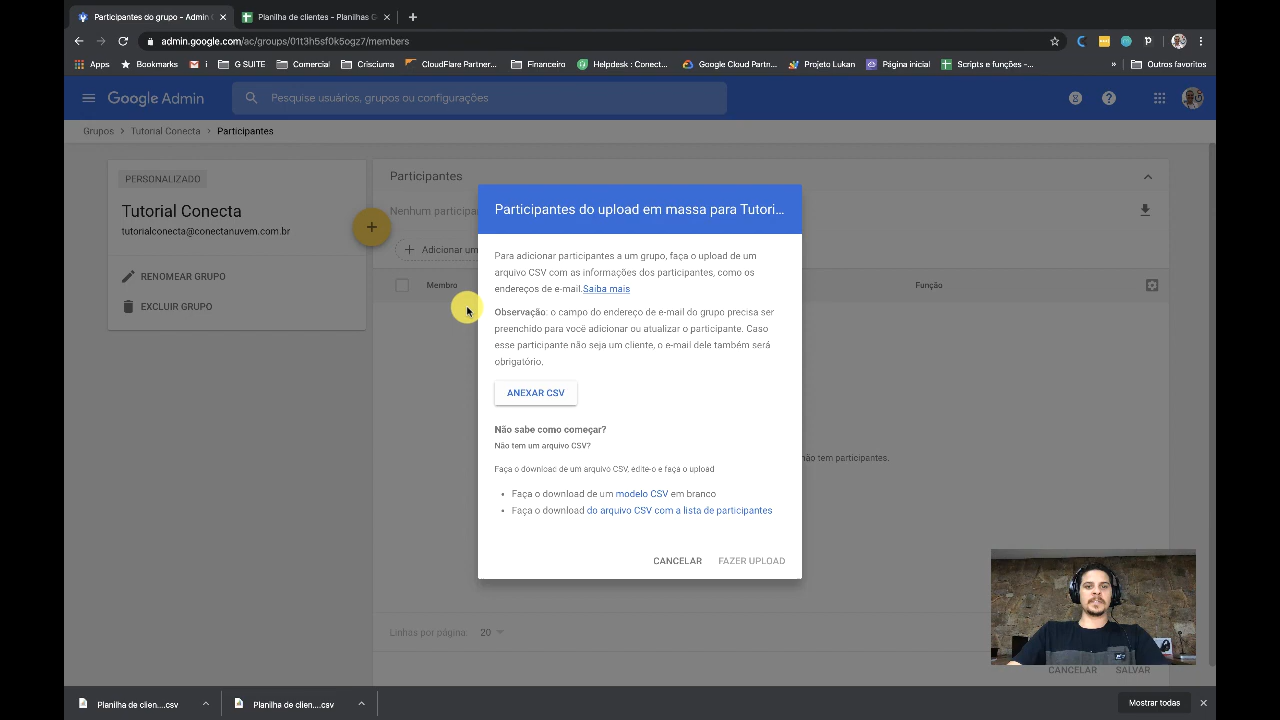 Participantes do grupo - Admin
Planilha de clientes - Planilhas G
admin.google.com/ac/groups/01t3h5sf0k5ogz7/members
Apps
Bookmarks
i
G SUITE
Comercial
Crisciuma
CloudFlare Partner...
Financeiro
Helpdesk : Conect...
Google Cloud Partn...
Projeto Lukan
Página inicial
Scripts e funções -...
»
Outros favoritos
Google Admin
Pesquise usuários, grupos ou configurações
Grupos > Tutorial Conecta > Participantes
PERSONALIZADO
Tutorial Conecta
tutorialconecta@conectanuvem.com.br
RENOMEAR GRUPO
EXCLUIR GRUPO
Participantes
Nenhum participa
Adicionar um
Membro
Função
não tem participantes.
Linhas por página
20
CANCELAR
SALVAR
Participantes do upload em massa para Tutori...
Para adicionar participantes a um grupo, faça o upload de um
arquivo CSV com as informações dos participantes, como os
endereços de e-mail.Saiba mais
Observação: o campo do endereço de e-mail do grupo precisa ser
preenchido para você adicionar ou atualizar o participante. Caso
esse participante não seja um cliente, o e-mail dele também será
obrigatório.
ANEXAR CSV
Não sabe como começar?
Não tem um arquivo CSV?
Faça o download de um arquivo CSV, edite-o e faça o upload
• Faça o download de um modelo CSV em branco
• Faça o download do arquivo CSV com a lista de participantes
CANCELAR
FAZER UPLOAD
Planilha de clien....csv
Planilha de clien....csv
Mostrar todas